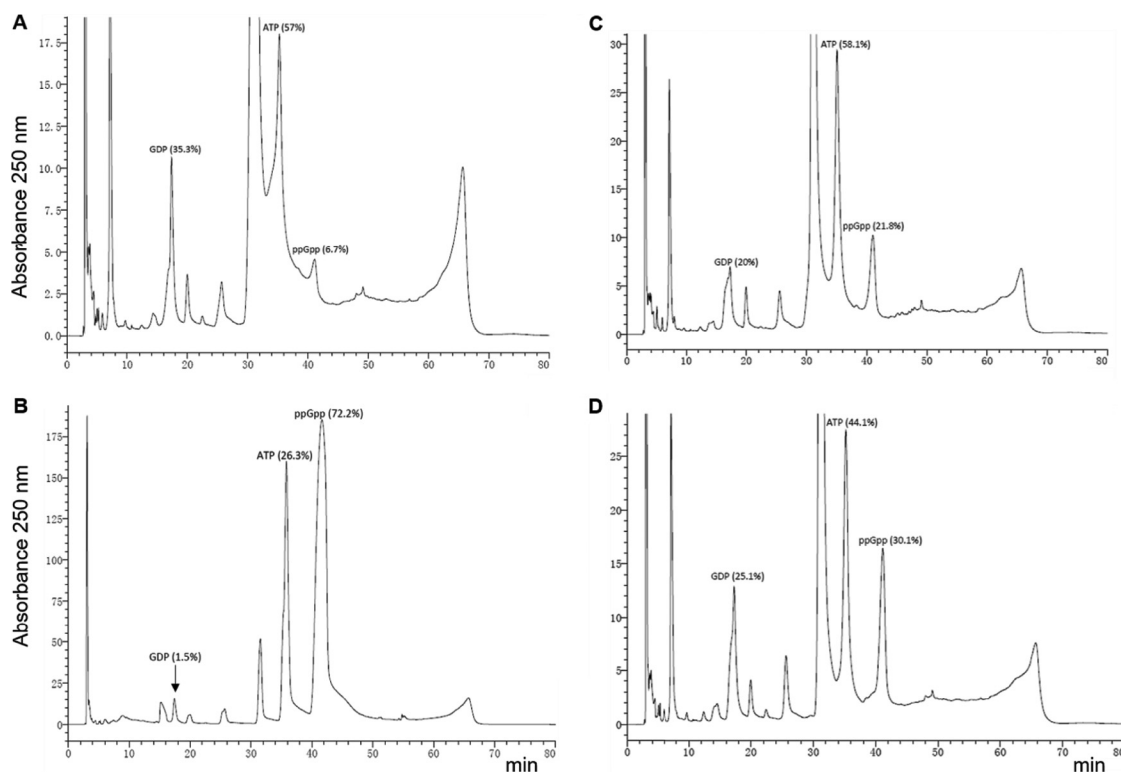 A
Absorbance 250 nm
17.5
15.0
12.5
10.0
7.5
5.0
2.5
0.0
GDP (35.3%)
ATP (57%)
ppGpp (6.7%)
0 10 20 30 40 50 60 70 80
C
30
25
20
15
10
5
0
GDP (20%)
ATP (58.1%)
ppGpp (21.8%)
0 10 20 30 40 50 60 70 80
B
Absorbance 250 nm
175
150
125
100
75
50
25
0
GDP (1.5%)
ATP (26.3%)
ppGpp (72.2%)
0 10 20 30 40 50 60 70 80
min
D
25
20
15
10
5
0
GDP (25.1%)
ATP (44.1%)
ppGpp (30.1%)
0 10 20 30 40 50 60 70 80
min